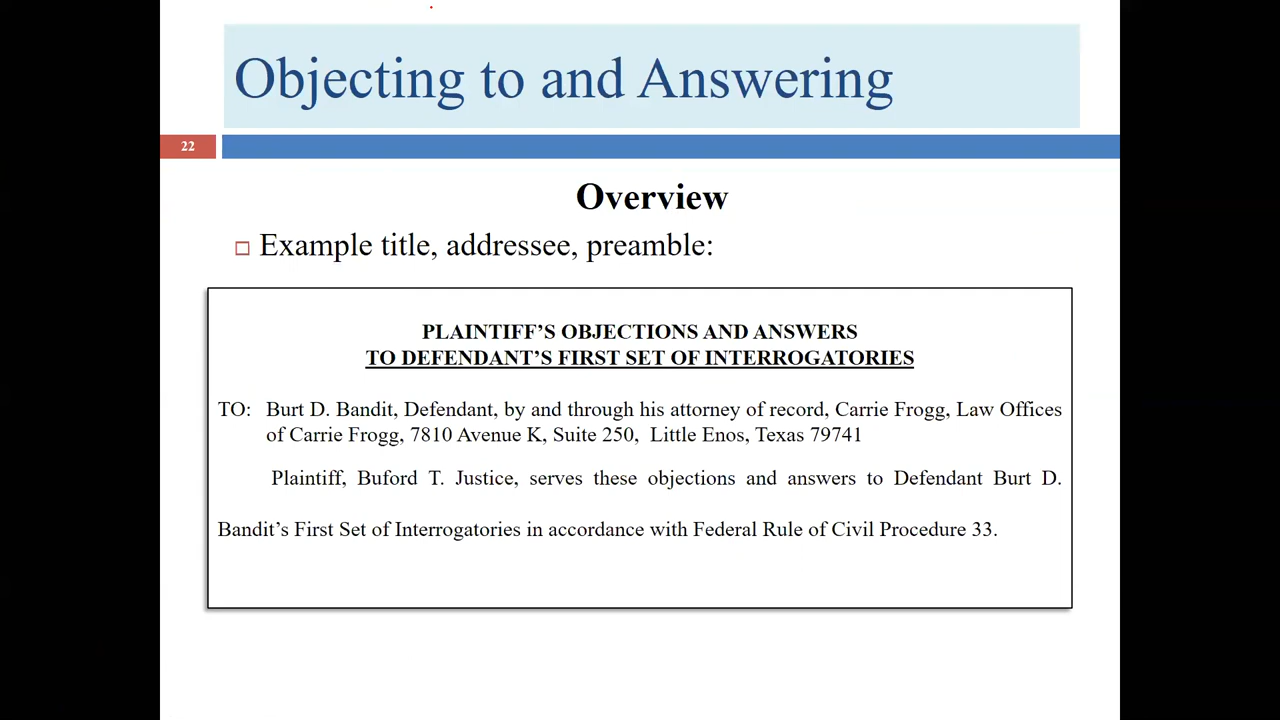 Objecting to and Answering
22
Overview
Example title, addressee, preamble:
PLAINTIFF’S OBJECTIONS AND ANSWERS
TO DEFENDANT’S FIRST SET OF INTERROGATORIES
TO: Burt D. Bandit, Defendant, by and through his attorney of record, Carrie Frogg, Law Offices
of Carrie Frogg, 7810 Avenue K, Suite 250, Little Enos, Texas 79741
Plaintiff, Buford T. Justice, serves these objections and answers to Defendant Burt D.
Bandit’s First Set of Interrogatories in accordance with Federal Rule of Civil Procedure 33.